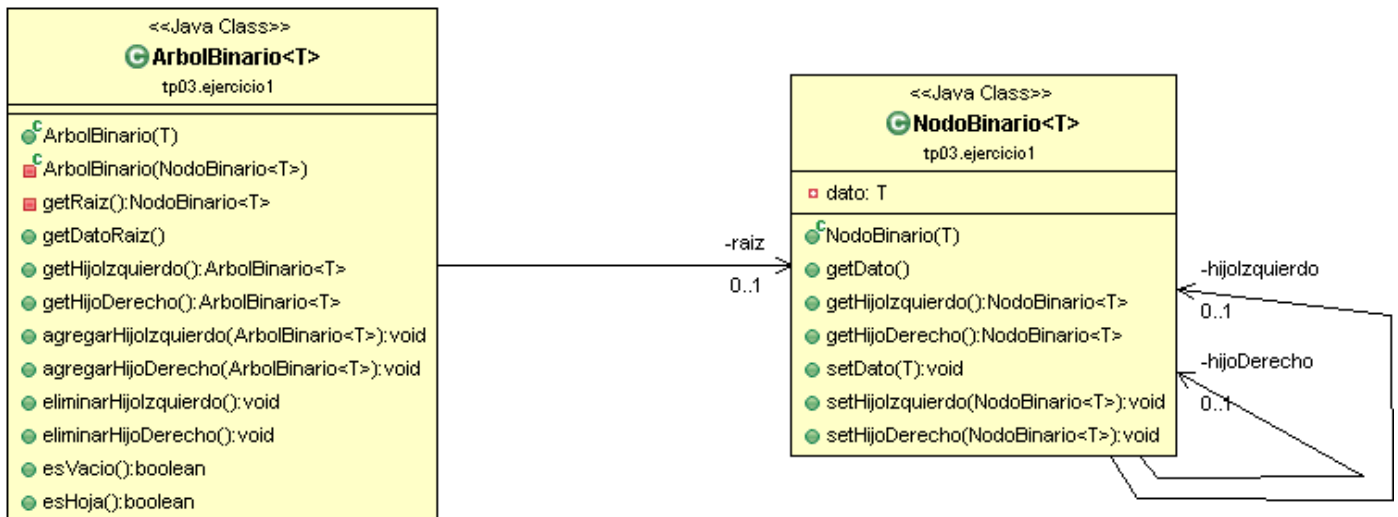 <<Java Class>>
ArbolBinario<T>
tp03.ejercicio1
ArbolBinario(T)
ArbolBinario(NodoBinario<T>)
getRaiz():NodoBinario<T>
getDatoRaiz()
getHijoIzquierdo():ArbolBinario<T>
getHijoDerecho():ArbolBinario<T>
agregarHijoIzquierdo(ArbolBinario<T>):void
agregarHijoDerecho(ArbolBinario<T>):void
eliminarHijoIzquierdo():void
eliminarHijoDerecho():void
esVacio():boolean
esHoja():boolean
-raiz
0..1
<<Java Class>>
NodoBinario<T>
tp03.ejercicio1
dato: T
NodoBinario(T)
getDato()
getHijoIzquierdo():NodoBinario<T>
getHijoDerecho():NodoBinario<T>
setDato(T):void
setHijoIzquierdo(NodoBinario<T>):void
setHijoDerecho(NodoBinario<T>):void
-hijoIzquierdo
0..1
-hijoDerecho
0..1